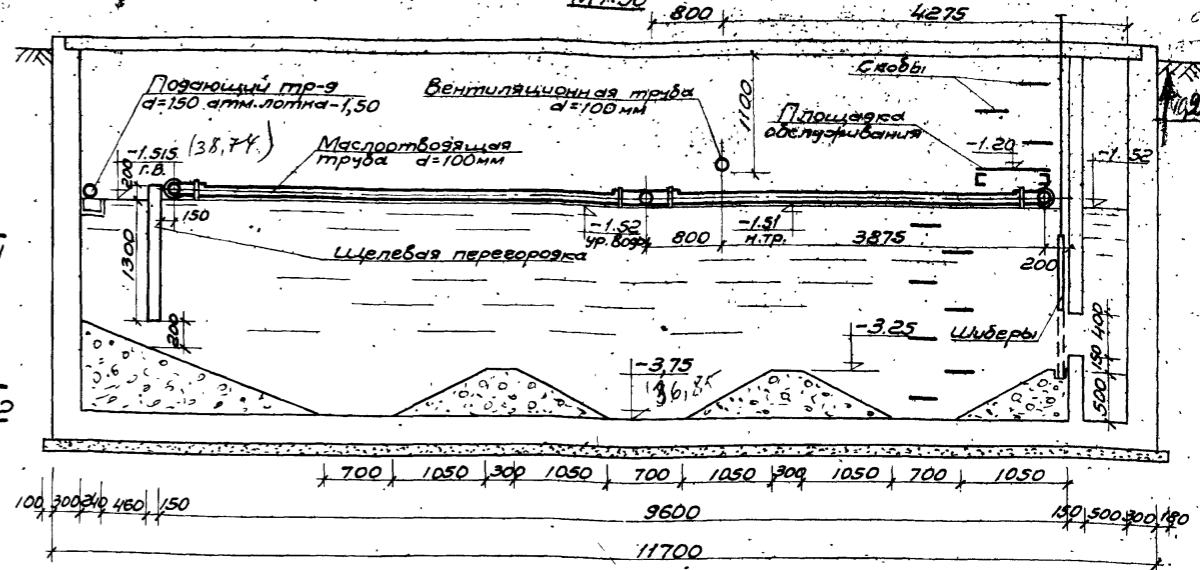 800
4275
Подающий тр-д
d=150 атм.лотка-1,50
(38,74)
Вентиляционная труба
d=100 мм
1100
Скобы
Площадка
обслуживания
-1.20
-1.52
-1.515
Г.В.
200
Маслоотводящая
труба d=100мм
150
-1.52
ур. воды
800
-1.51
н.тр.
3875
200
1300
Щелевая перегородка
200
-3.25
Шиберы
400
150
500
-3,75
700 1050 300 1050 700 1050 300 1050 700 1050
100 300 240 460 150 9600 150 500 300 100
11700